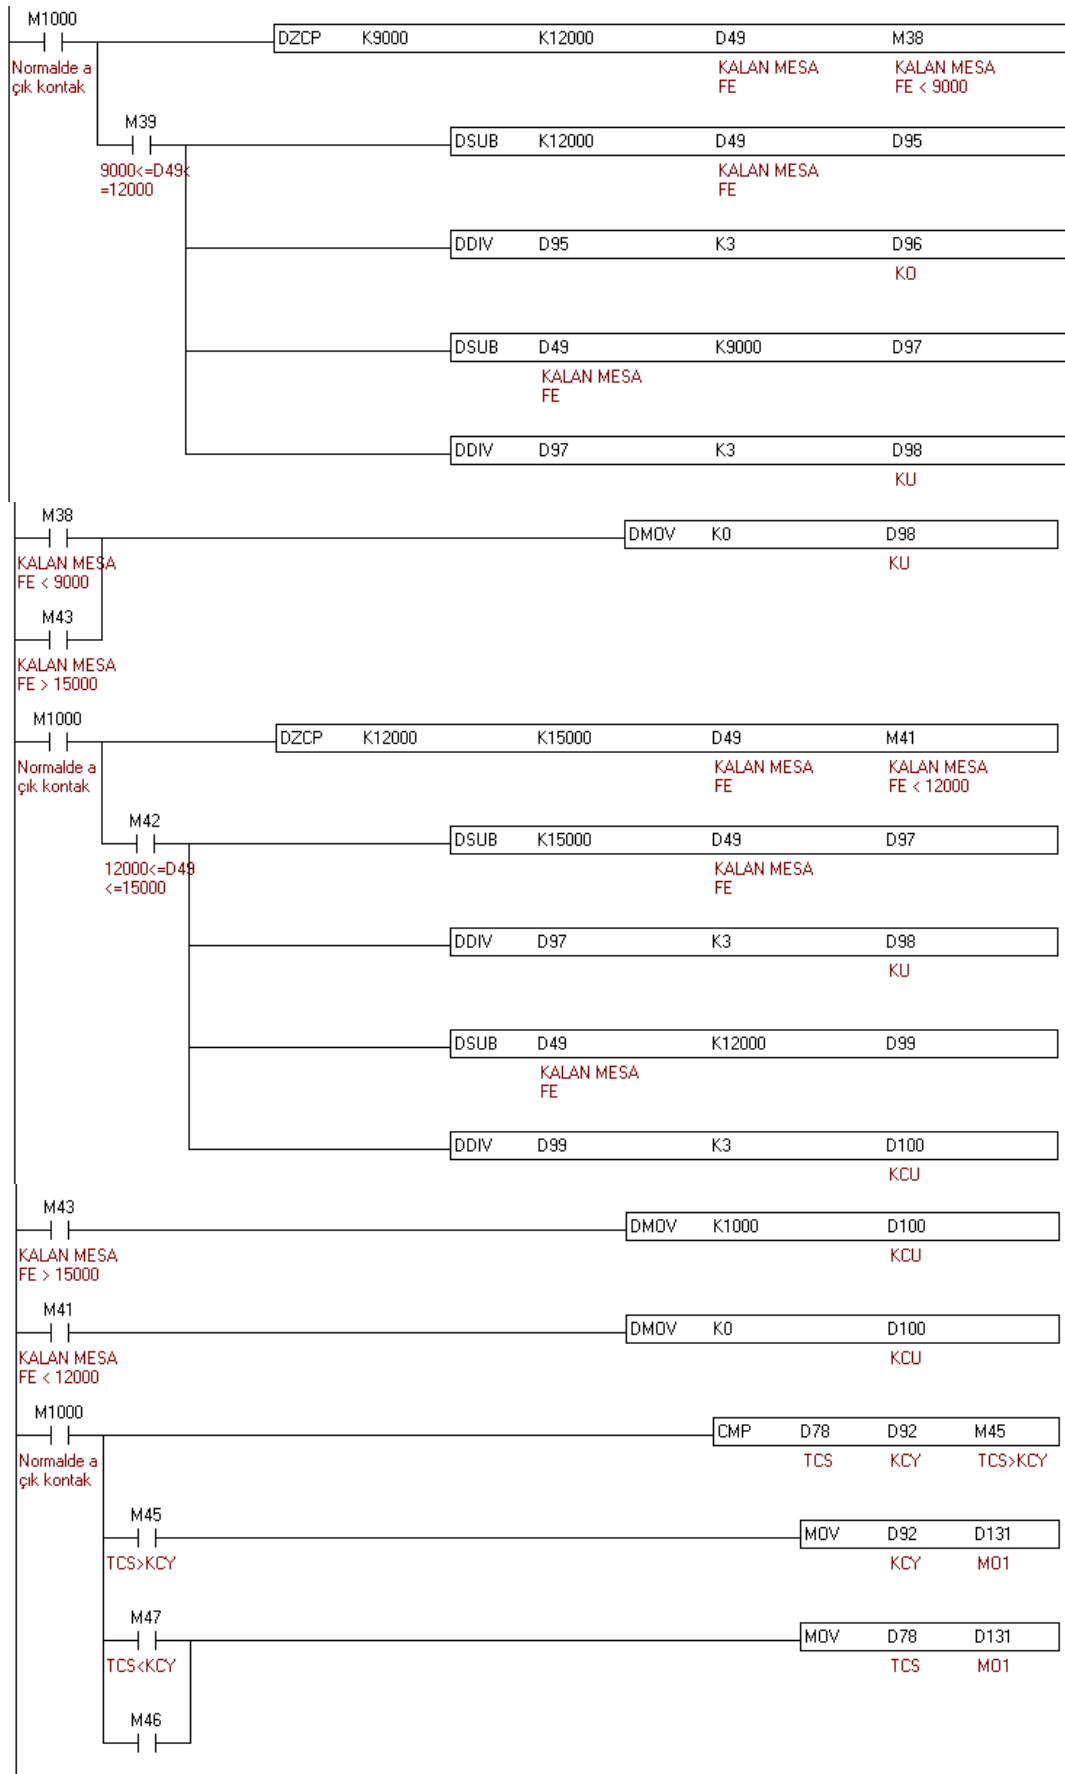 M1000
DZCP K9000 K12000 D49 M38
Normalde a
çık kontak
KALAN MESA
FE
KALAN MESA
FE < 9000
M39
DSUB K12000 D49 D95
9000<=D49<
=12000
KALAN MESA
FE
DDIV D95 K3 D96
KO
DSUB D49 K9000 D97
KALAN MESA
FE
DDIV D97 K3 D98
KU
M38
DMOV K0 D98
KALAN MESA
FE < 9000
KU
M43
KALAN MESA
FE > 15000
M1000
DZCP K12000 K15000 D49 M41
Normalde a
çık kontak
KALAN MESA
FE
KALAN MESA
FE < 12000
M42
DSUB K15000 D49 D97
12000<=D49
<=15000
KALAN MESA
FE
DDIV D97 K3 D98
KU
DSUB D49 K12000 D99
KALAN MESA
FE
DDIV D99 K3 D100
KCU
M43
DMOV K1000 D100
KALAN MESA
FE > 15000
KCU
M41
DMOV K0 D100
KALAN MESA
FE < 12000
KCU
M1000
CMP D78 D92 M45
Normalde a
çık kontak
TCS KCY TCS>KCY
M45
MOV D92 D131
TCS>KCY
KCY MO1
M47
MOV D78 D131
TCS<KCY
TCS MO1
M46